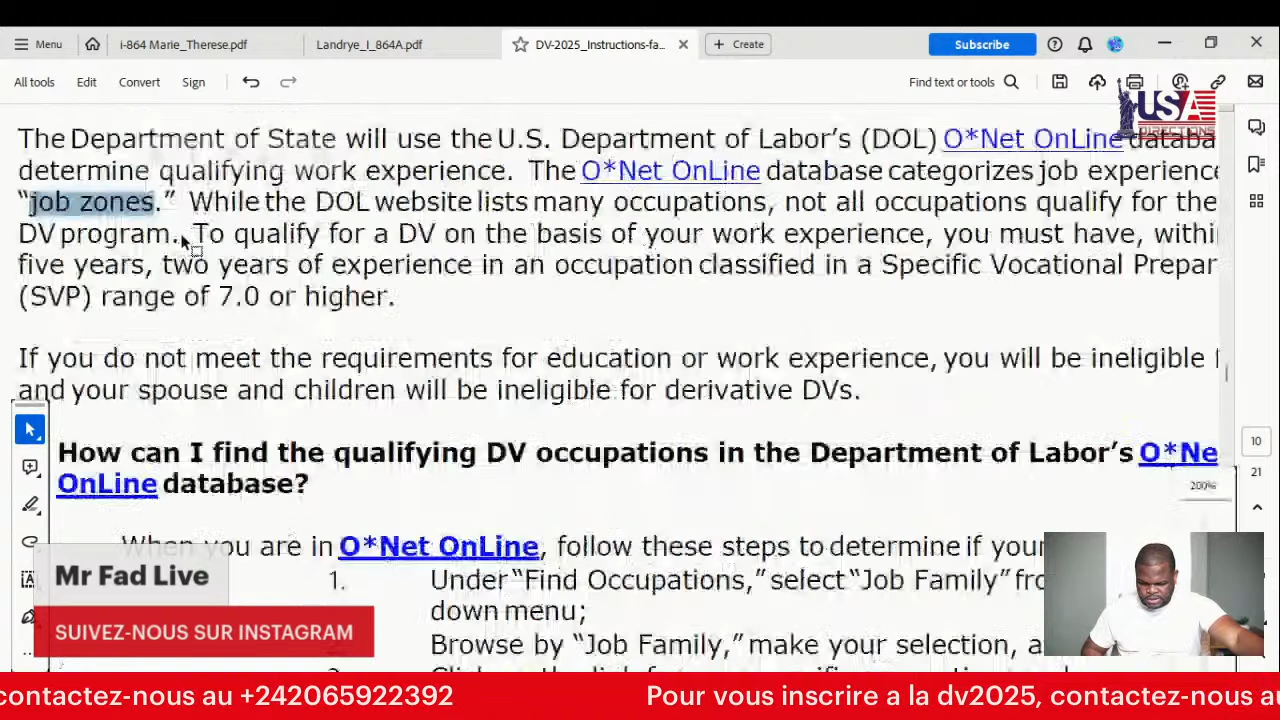 Menu
i-864 Marie_Therese.pdf
Landrye_I_864A.pdf
DV-2025_Instructions-fa...
Create
Subscribe
All tools
Edit
Convert
Sign
Find text or tools
USA
DIRECTIONS
The Department of State will use the U.S. Department of Labor's (DOL) O*Net OnLine databa
determine qualifying work experience. The O*Net OnLine database categorizes job experience
"job zones." While the DOL website lists many occupations, not all occupations qualify for the
DV program. To qualify for a DV on the basis of your work experience, you must have, withi
five years, two years of experience in an occupation classified in a Specific Vocational Prepar
(SVP) range of 7.0 or higher.
If you do not meet the requirements for education or work experience, you will be ineligible
and your spouse and children will be ineligible for derivative DVs.
How can I find the qualifying DV occupations in the Department of Labor's O*Ne
OnLine database?
When you are in O*Net OnLine, follow these steps to determine if your
1. Under "Find Occupations," select "Job Family" fro
down menu;
Browse by "Job Family," make your selection, a
10
21
200%
Mr Fad Live
SUIVEZ-NOUS SUR INSTAGRAM
contactez-nous au +242065922392 Pour vous inscrire a la dv2025, contactez-nous au